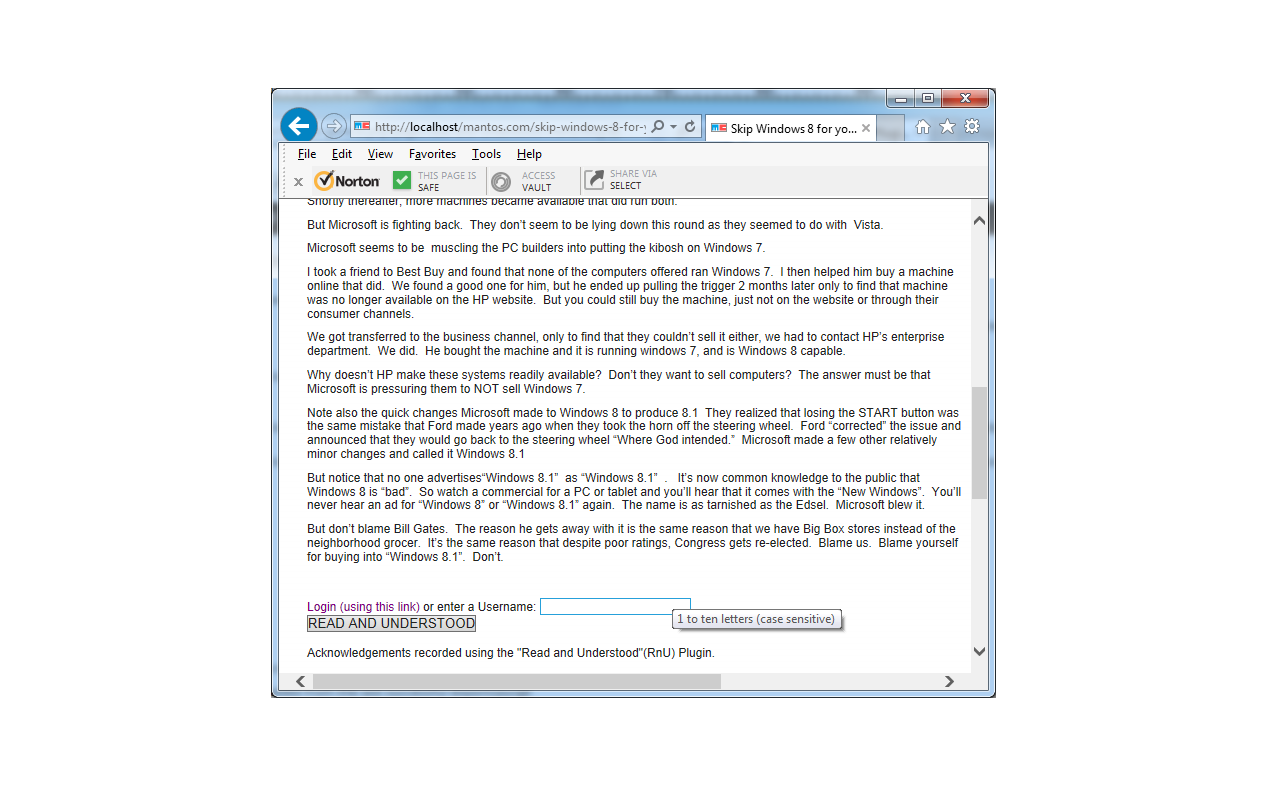 http://localhost/mantos.com/skip-windows-8-for-y
Skip Windows 8 for yo...
File Edit View Favorites Tools Help
x Norton THIS PAGE IS SAFE ACCESS VAULT SHARE VIA SELECT
Shortly thereafter, more machines became available that did run both.
But Microsoft is fighting back.  They don’t seem to be lying down this round as they seemed to do with  Vista.
Microsoft seems to be  muscling the PC builders into putting the kibosh on Windows 7.
I took a friend to Best Buy and found that none of the computers offered ran Windows 7.  I then helped him buy a machine
online that did.  We found a good one for him, but he ended up pulling the trigger 2 months later only to find that machine
was no longer available on the HP website.  But you could still buy the machine, just not on the website or through their
consumer channels.
We got transferred to the business channel, only to find that they couldn’t sell it either, we had to contact HP’s enterprise
department.  We did.  He bought the machine and it is running windows 7, and is Windows 8 capable.
Why doesn’t HP make these systems readily available?  Don’t they want to sell computers?  The answer must be that
Microsoft is pressuring them to NOT sell Windows 7.
Note also the quick changes Microsoft made to Windows 8 to produce 8.1  They realized that losing the START button was
the same mistake that Ford made years ago when they took the horn off the steering wheel.  Ford “corrected” the issue and
announced that they would go back to the steering wheel “Where God intended.”  Microsoft made a few other relatively
minor changes and called it Windows 8.1
But notice that no one advertises“Windows 8.1”  as “Windows 8.1”  .   It’s now common knowledge to the public that
Windows 8 is “bad”.  So watch a commercial for a PC or tablet and you’ll hear that it comes with the “New Windows”.  You’ll
never hear an ad for “Windows 8” or “Windows 8.1” again.  The name is as tarnished as the Edsel.  Microsoft blew it.
But don’t blame Bill Gates.  The reason he gets away with it is the same reason that we have Big Box stores instead of the
neighborhood grocer.  It’s the same reason that despite poor ratings, Congress gets re-elected.  Blame us.  Blame yourself
for buying into “Windows 8.1”.  Don’t.
Login (using this link) or enter a Username:
1 to ten letters (case sensitive)
READ AND UNDERSTOOD
Acknowledgements recorded using the "Read and Understood"(RnU) Plugin.